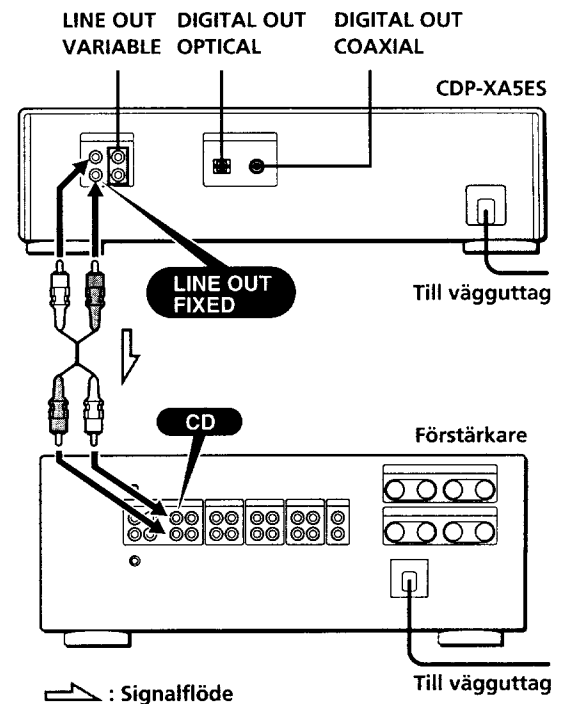 LINE OUT VARIABLE
DIGITAL OUT OPTICAL
DIGITAL OUT COAXIAL
CDP-XA5ES
LINE OUT FIXED
Till vägguttag
CD
Förstärkare
Till vägguttag
: Signalflöde